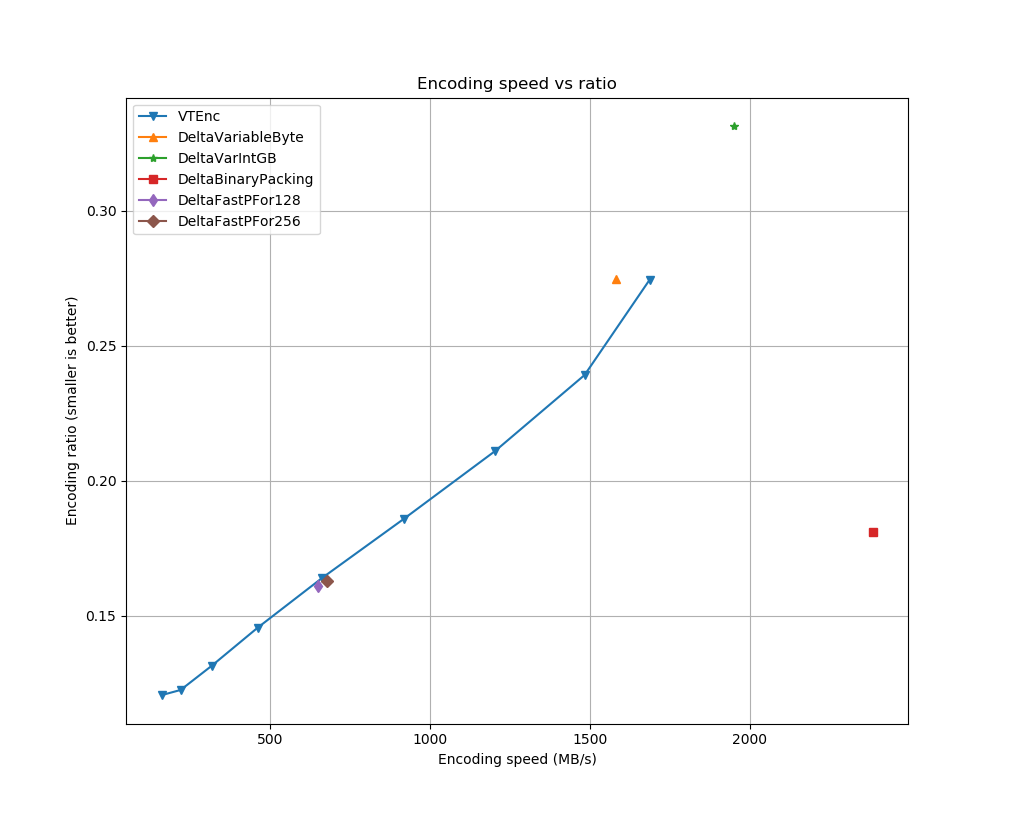 Encoding speed vs ratio
VTEnc
DeltaVariableByte
DeltaVarIntGB
DeltaBinaryPacking
DeltaFastPFor128
DeltaFastPFor256
0.30
0.25
0.20
0.15
Encoding ratio (smaller is better)
500 1000 1500 2000
Encoding speed (MB/s)